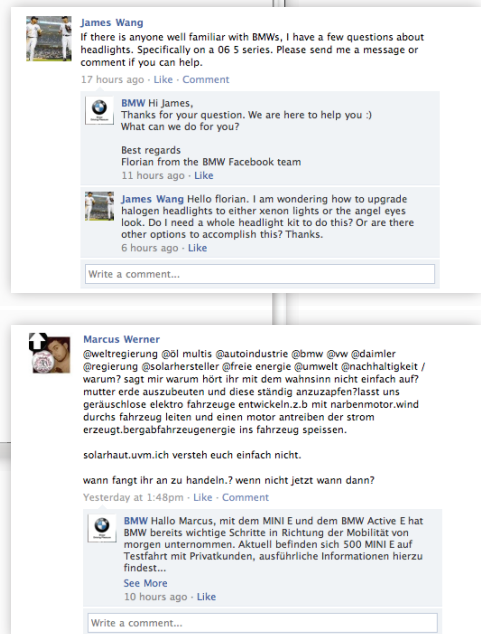 James Wang
If there is anyone well familiar with BMWs, I have a few questions about
headlights. Specifically on a 06 5 series. Please send me a message or
comment if you can help.
17 hours ago · Like · Comment
BMW Hi James,
Thanks for your question. We are here to help you :)
What can we do for you?
Best regards
Florian from the BMW Facebook team
11 hours ago · Like
James Wang Hello florian. I am wondering how to upgrade
halogen headlights to either xenon lights or the angel eyes
look. Do I need a whole headlight kit to do this? Or are there
other options to accomplish this? Thanks.
6 hours ago · Like
Write a comment...
Marcus Werner
@weltregierung @öl multis @autoindustrie @bmw @vw @daimler
@regierung @solarhersteller @freie energie @umwelt @nachhaltigkeit /
warum? sagt mir warum hört ihr mit dem wahnsinn nicht einfach auf?
mutter erde auszubeuten und diese ständig anzuzapfen?lasst uns
geräuschlose elektro fahrzeuge entwickeln.z.b mit narbenmotor.wind
durchs fahrzeug leiten und einen motor antreiben der strom
erzeugt.bergabfahrzeugenergie ins fahrzeug speissen.
solarhaut.uvm.ich versteh euch einfach nicht.
wann fangt ihr an zu handeln.? wenn nicht jetzt wann dann?
Yesterday at 1:48pm · Like · Comment
BMW Hallo Marcus, mit dem MINI E und dem BMW Active E hat
BMW bereits wichtige Schritte in Richtung der Mobilität von
morgen unternommen. Aktuell befinden sich 500 MINI E auf
Testfahrt mit Privatkunden, ausführliche Informationen hierzu
findest...
See More
10 hours ago · Like
Write a comment...